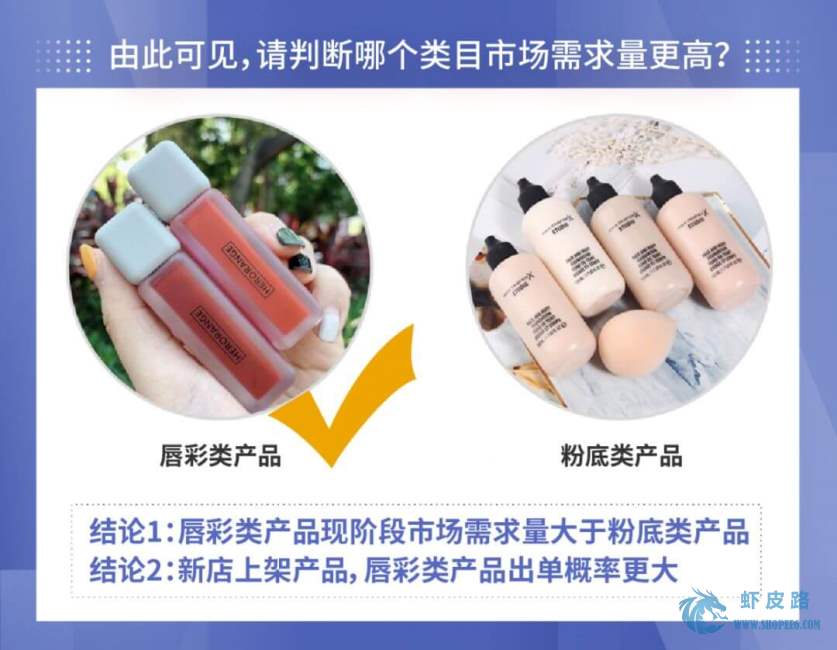 由此可见，请判断哪个类目市场需求量更高？
HERORANGE
HERORANGE
唇彩类产品
粉底类产品
结论1：唇彩类产品现阶段市场需求量大于粉底类产品
结论2：新店上架产品，唇彩类产品出单概率更大
虾皮路
WWW.SHOPEE6.COM